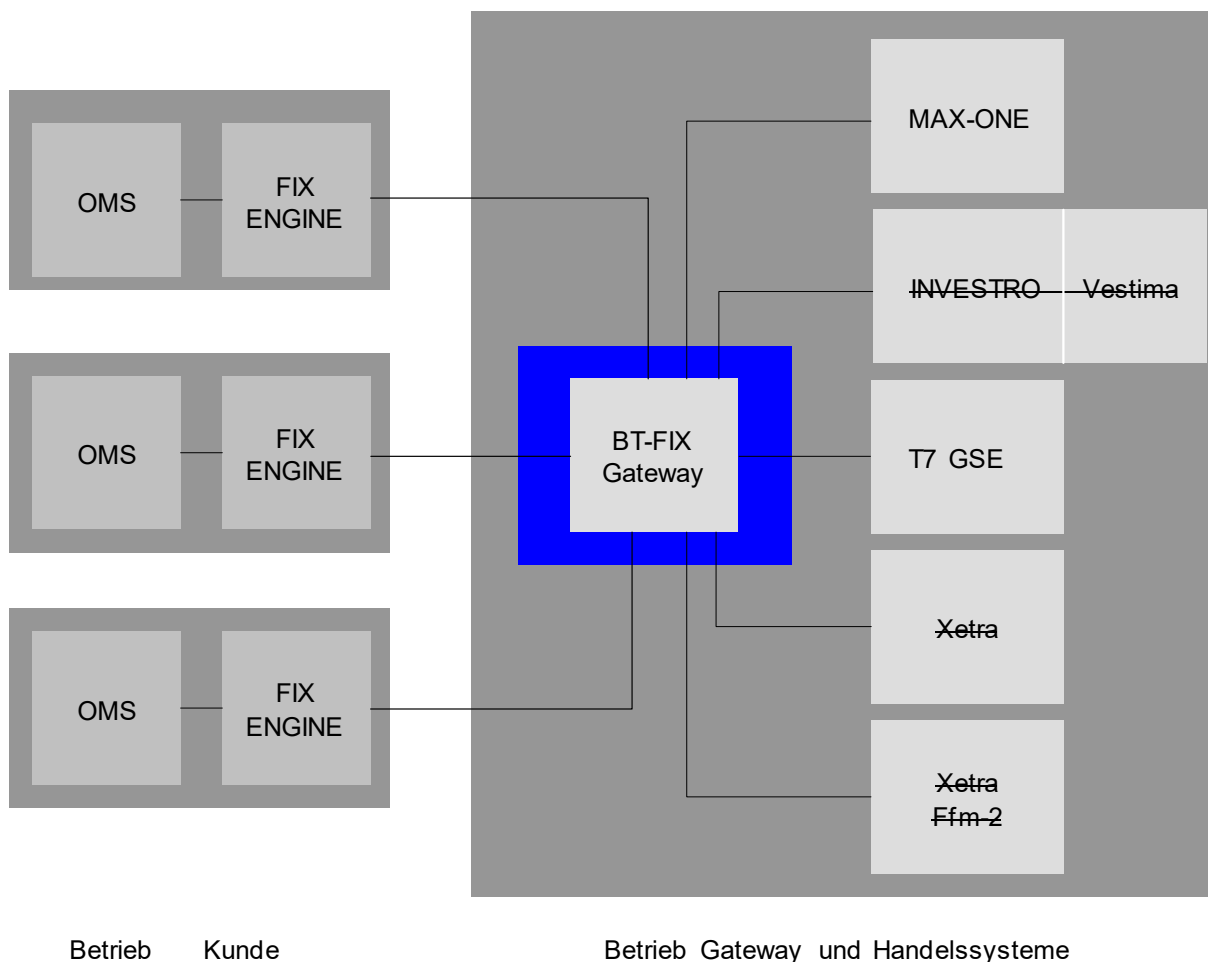 OMS
FIX
ENGINE
OMS
FIX
ENGINE
OMS
FIX
ENGINE
BT-FIX
Gateway
MAX-ONE
INVESTRO Vestima
T7 GSE
Xetra
Xetra
Ffm-2
Betrieb Kunde
Betrieb Gateway und Handelssysteme